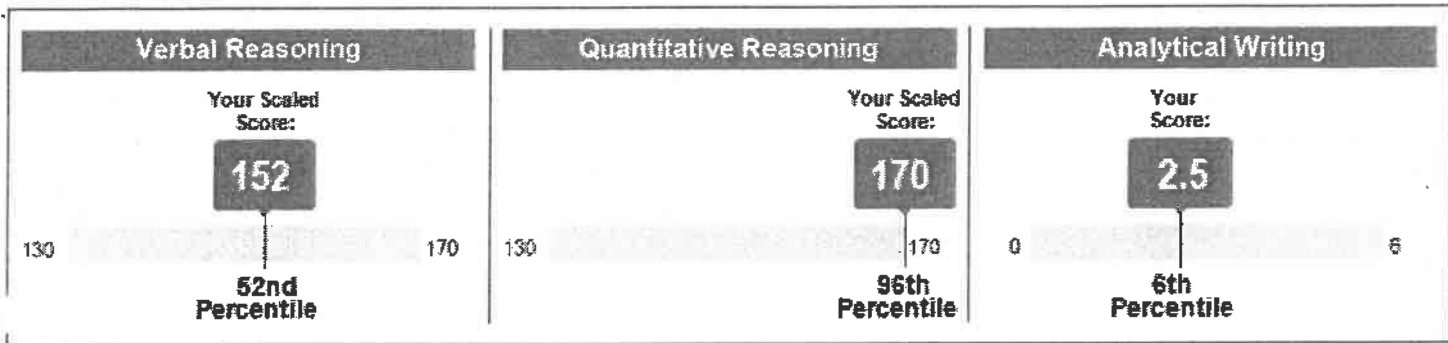 Verbal Reasoning
Your Scaled
Score:
152
130
170
52nd
Percentile
Quantitative Reasoning
Your Scaled
Score:
170
130
170
96th
Percentile
Analytical Writing
Your
Score:
2.5
0
6
6th
Percentile